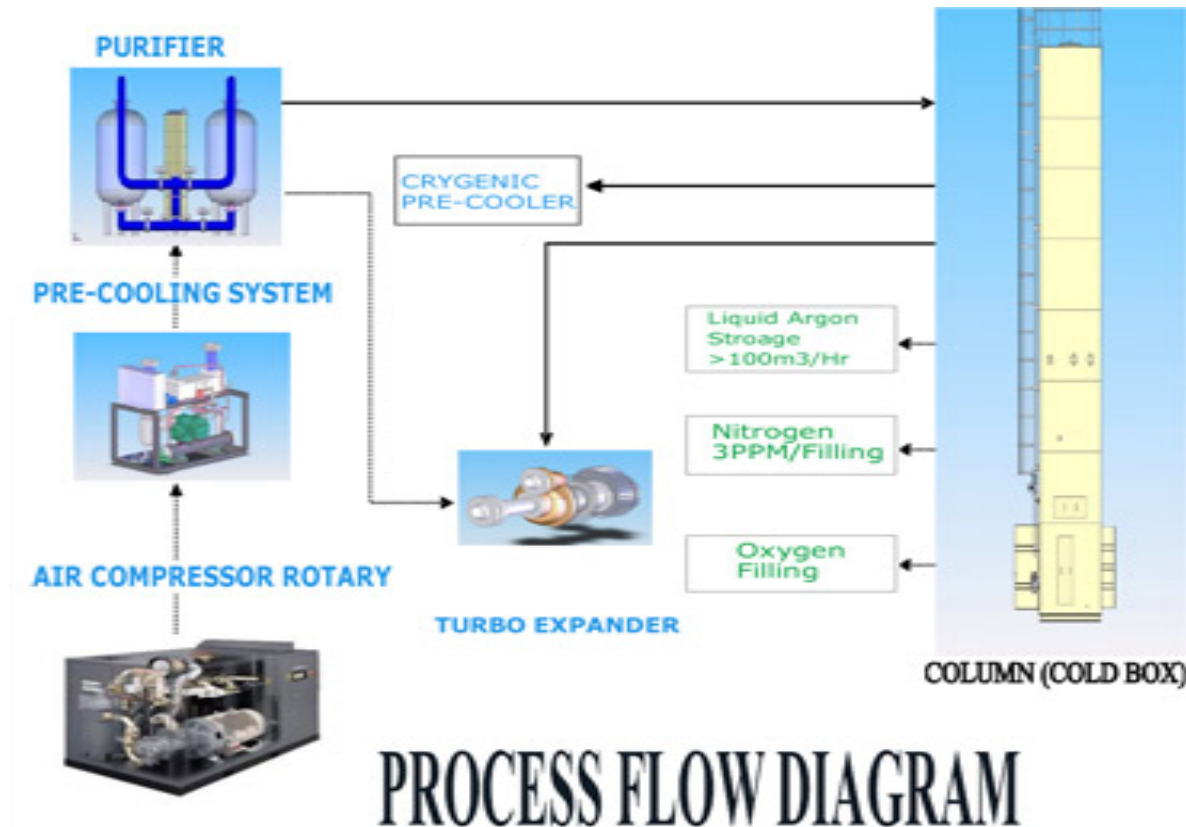 PURIFIER
CRYGENIC
PRE-COOLER
PRE-COOLING SYSTEM
Liquid Argon
Stroage
>100m3/Hr
Nitrogen
3PPM/Filling
Oxygen
Filling
AIR COMPRESSOR ROTARY
TURBO EXPANDER
COLUMN (COLD BOX)
PROCESS FLOW DIAGRAM